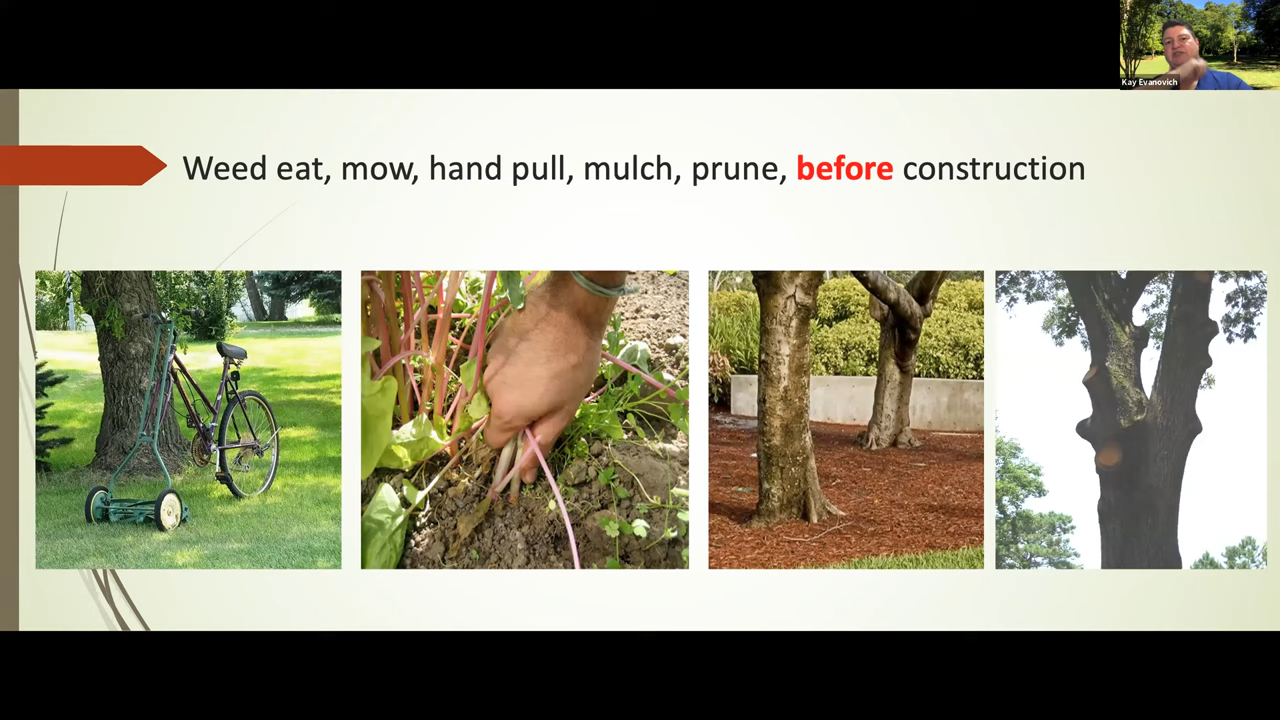 Kay Evanovich
Weed eat, mow, hand pull, mulch, prune, before construction